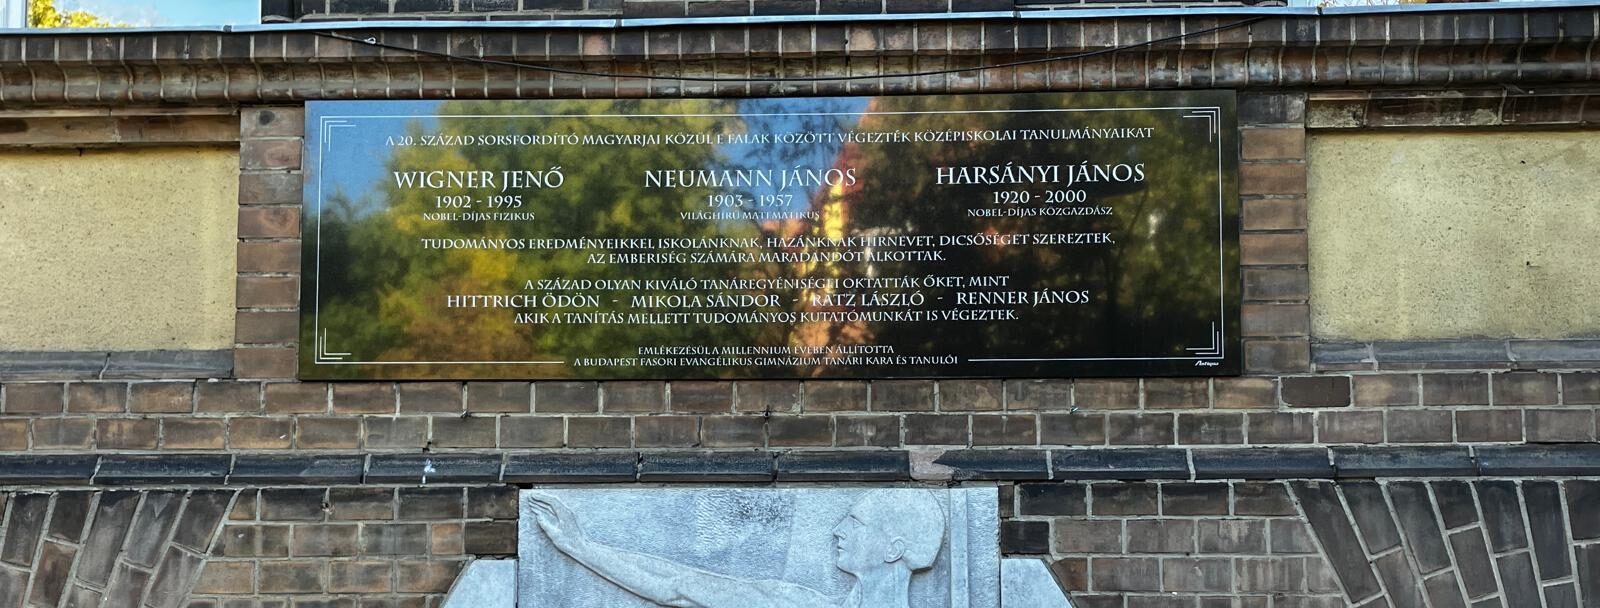 A 20. SZÁZAD SORSFORDÍTÓ MAGYARJAI KÖZÜL E FALAK KÖZÖTT VÉGEZTÉK KÖZÉPISKOLAI TANULMÁNYAIKAT
WIGNER JENŐ NEUMANN JÁNOS HARSÁNYI JÁNOS
1902 - 1995 1903 - 1957 1920 - 2000
NOBEL-DÍJAS FIZIKUS VILÁGHÍRŰ MATEMATIKUS NOBEL-DÍJAS KÖZGAZDÁSZ
TUDOMÁNYOS EREDMÉNYEIKKEL ISKOLÁNKNAK, HAZÁNKNAK HÍRNEVET, DICSŐSÉGET SZEREZTEK,
AZ EMBERISÉG SZÁMÁRA MARADANDÓT ALKOTTAK.
A SZÁZAD OLYAN KIVÁLÓ TANÁREGYÉNISÉGEI OKTATTÁK ŐKET, MINT
HITTRICH ÖDÖN - MIKOLA SÁNDOR - RÁTZ LÁSZLÓ - RENNER JÁNOS
AKIK A TANÍTÁS MELLETT TUDOMÁNYOS KUTATÓMUNKÁT IS VÉGEZTEK.
EMLÉKEZÉSÜL A MILLENNIUM ÉVÉBEN ÁLLÍTOTTA
A BUDAPEST FASORI EVANGÉLIKUS GIMNÁZIUM TANÁRI KARA ÉS TANULÓI